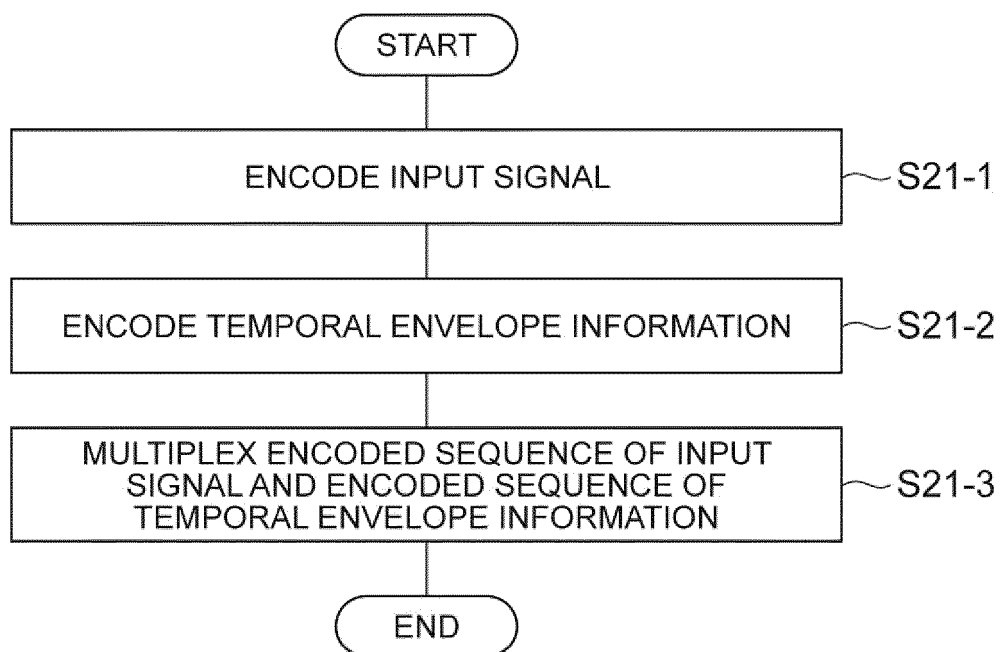 START
ENCODE INPUT SIGNAL
S21-1
ENCODE TEMPORAL ENVELOPE INFORMATION
S21-2
MULTIPLEX ENCODED SEQUENCE OF INPUT
SIGNAL AND ENCODED SEQUENCE OF
TEMPORAL ENVELOPE INFORMATION
S21-3
END